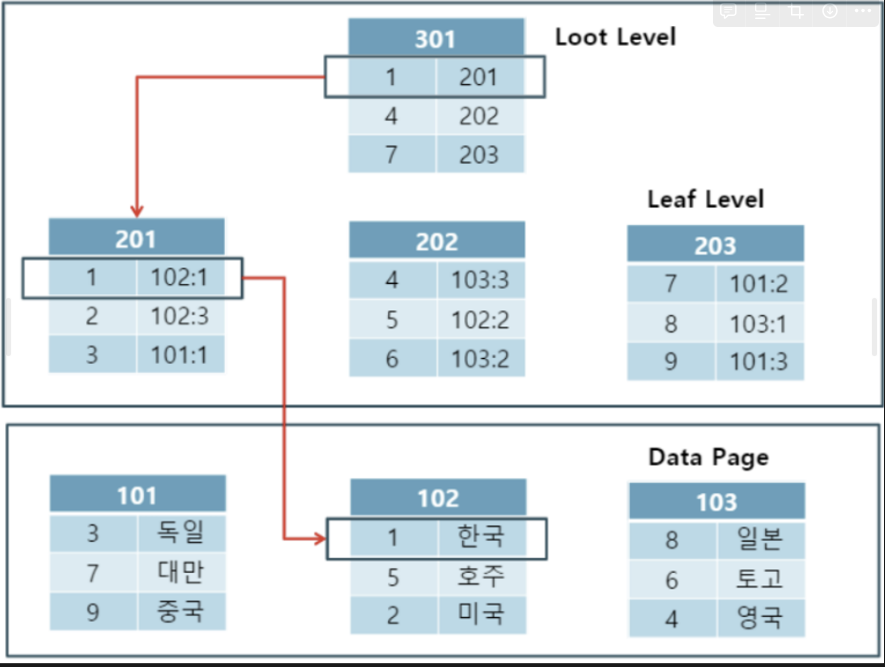 301
Loot Level
1 201
4 202
7 203
Leaf Level
201
1 102:1
2 102:3
3 101:1
202
4 103:3
5 102:2
6 103:2
203
7 101:2
8 103:1
9 101:3
Data Page
101
3 독일
7 대만
9 중국
102
1 한국
5 호주
2 미국
103
8 일본
6 토고
4 영국